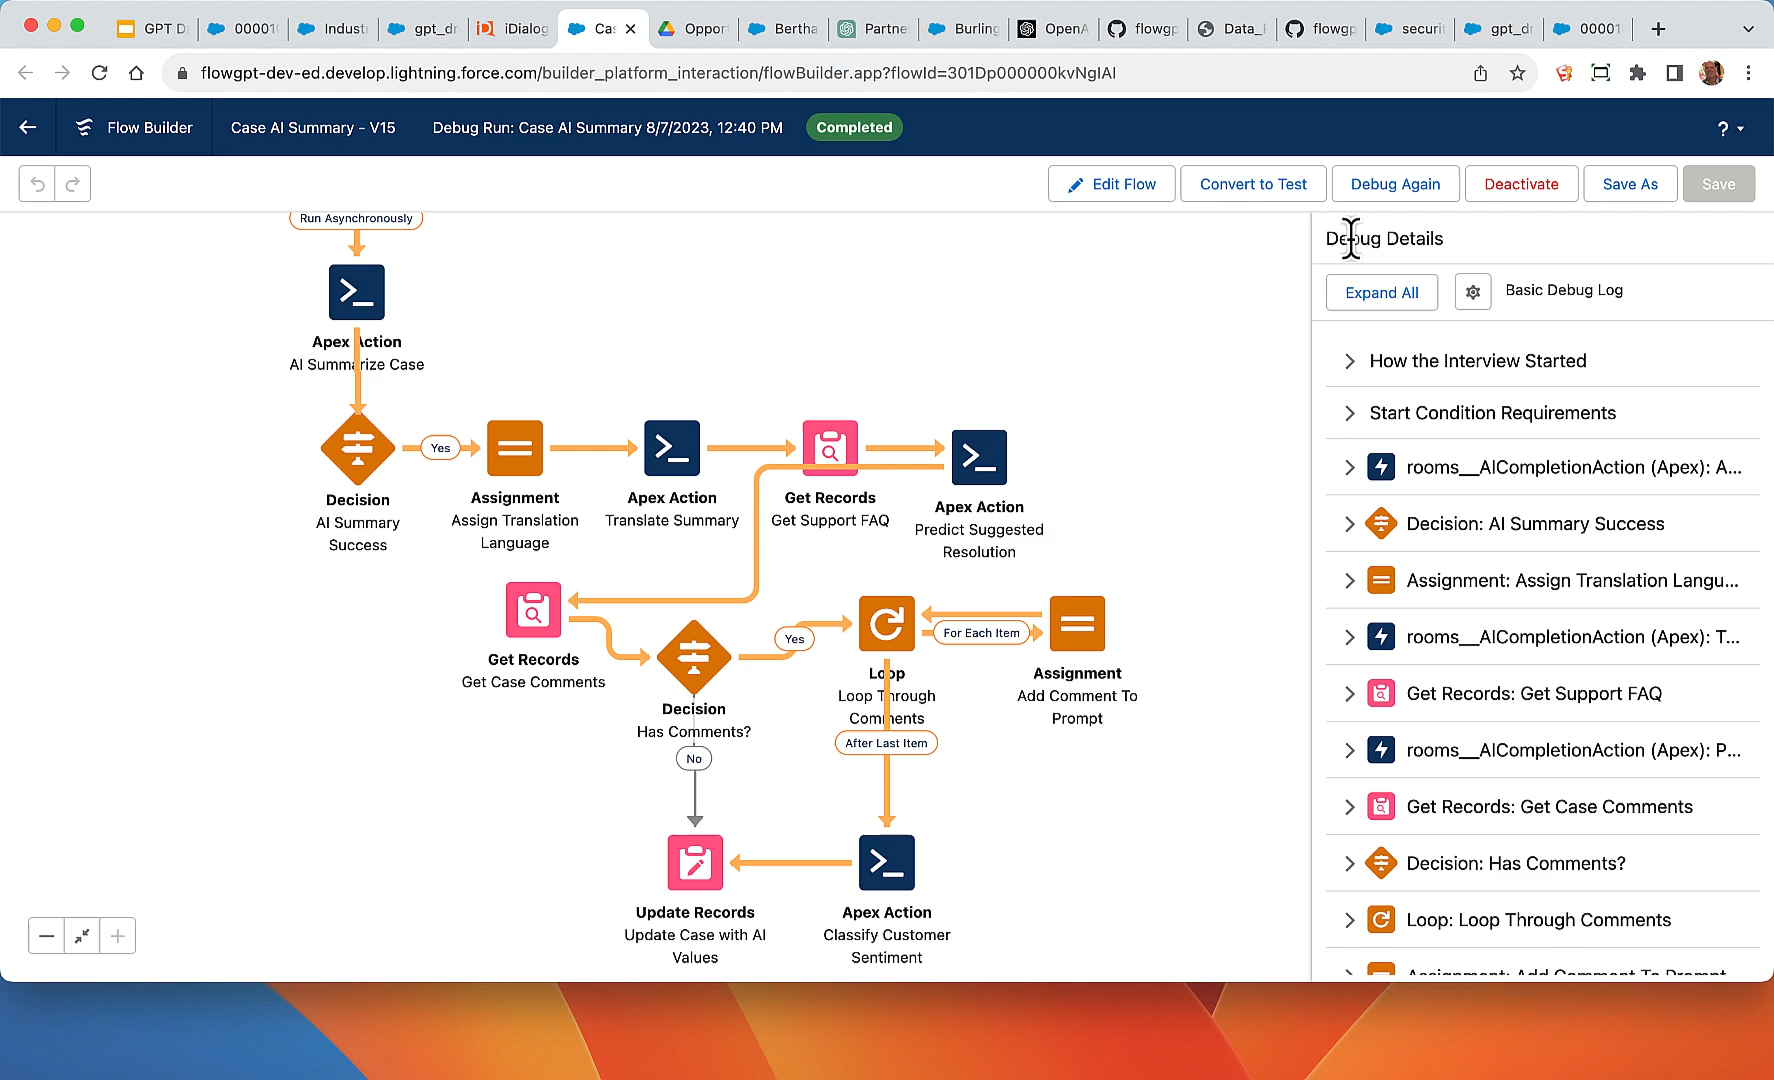 GPT D
00001
Indust
gpt_dr
iDialog
Cas
Oppor
Bertha
Partne
Burling
OpenA
flowgp
Data_F
flowgp
securit
gpt_dr
00001
flowgpt-dev-ed.develop.lightning.force.com/builder_platform_interaction/flowBuilder.app?flowId=301Dp000000kvNgIAI
Flow Builder
Case AI Summary - V15
Debug Run: Case AI Summary 8/7/2023, 12:40 PM
Completed
?
Edit Flow
Convert to Test
Debug Again
Deactivate
Save As
Save
Run Asynchronously
Apex Action
AI Summarize Case
Decision
AI Summary
Success
Yes
Assignment
Assign Translation
Language
Apex Action
Translate Summary
Get Records
Get Support FAQ
Apex Action
Predict Suggested
Resolution
Get Records
Get Case Comments
Decision
Has Comments?
Yes
No
Loop
Loop Through
Comments
For Each Item
After Last Item
Assignment
Add Comment To
Prompt
Update Records
Update Case with AI
Values
Apex Action
Classify Customer
Sentiment
Debug Details
Expand All
Basic Debug Log
How the Interview Started
Start Condition Requirements
rooms__AICompletionAction (Apex): A...
Decision: AI Summary Success
Assignment: Assign Translation Langu...
rooms__AICompletionAction (Apex): T...
Get Records: Get Support FAQ
rooms__AICompletionAction (Apex): P...
Get Records: Get Case Comments
Decision: Has Comments?
Loop: Loop Through Comments
Assignment: Add Comment To Prompt